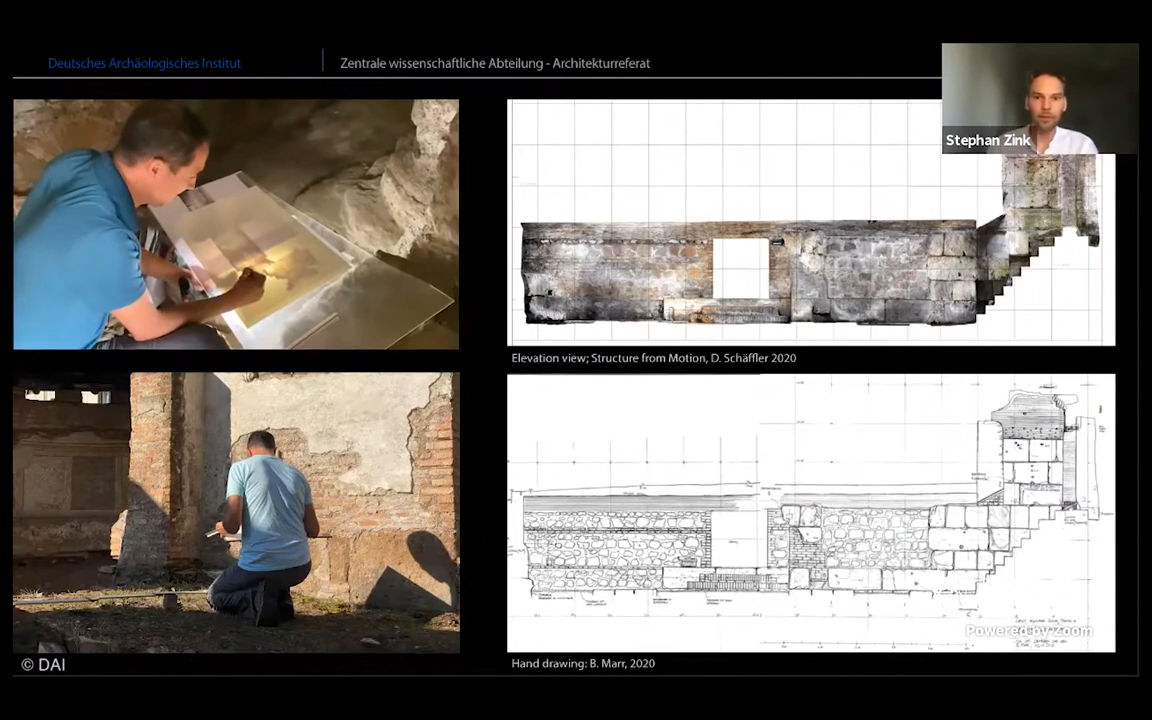 Deutsches Archäologisches Institut
Zentrale wissenschaftliche Abteilung - Architekturreferat
Stephan Zink
Elevation view; Structure from Motion, D. Schäffler 2020
Powered by Zoom
© DAI
Hand drawing: B. Marr, 2020